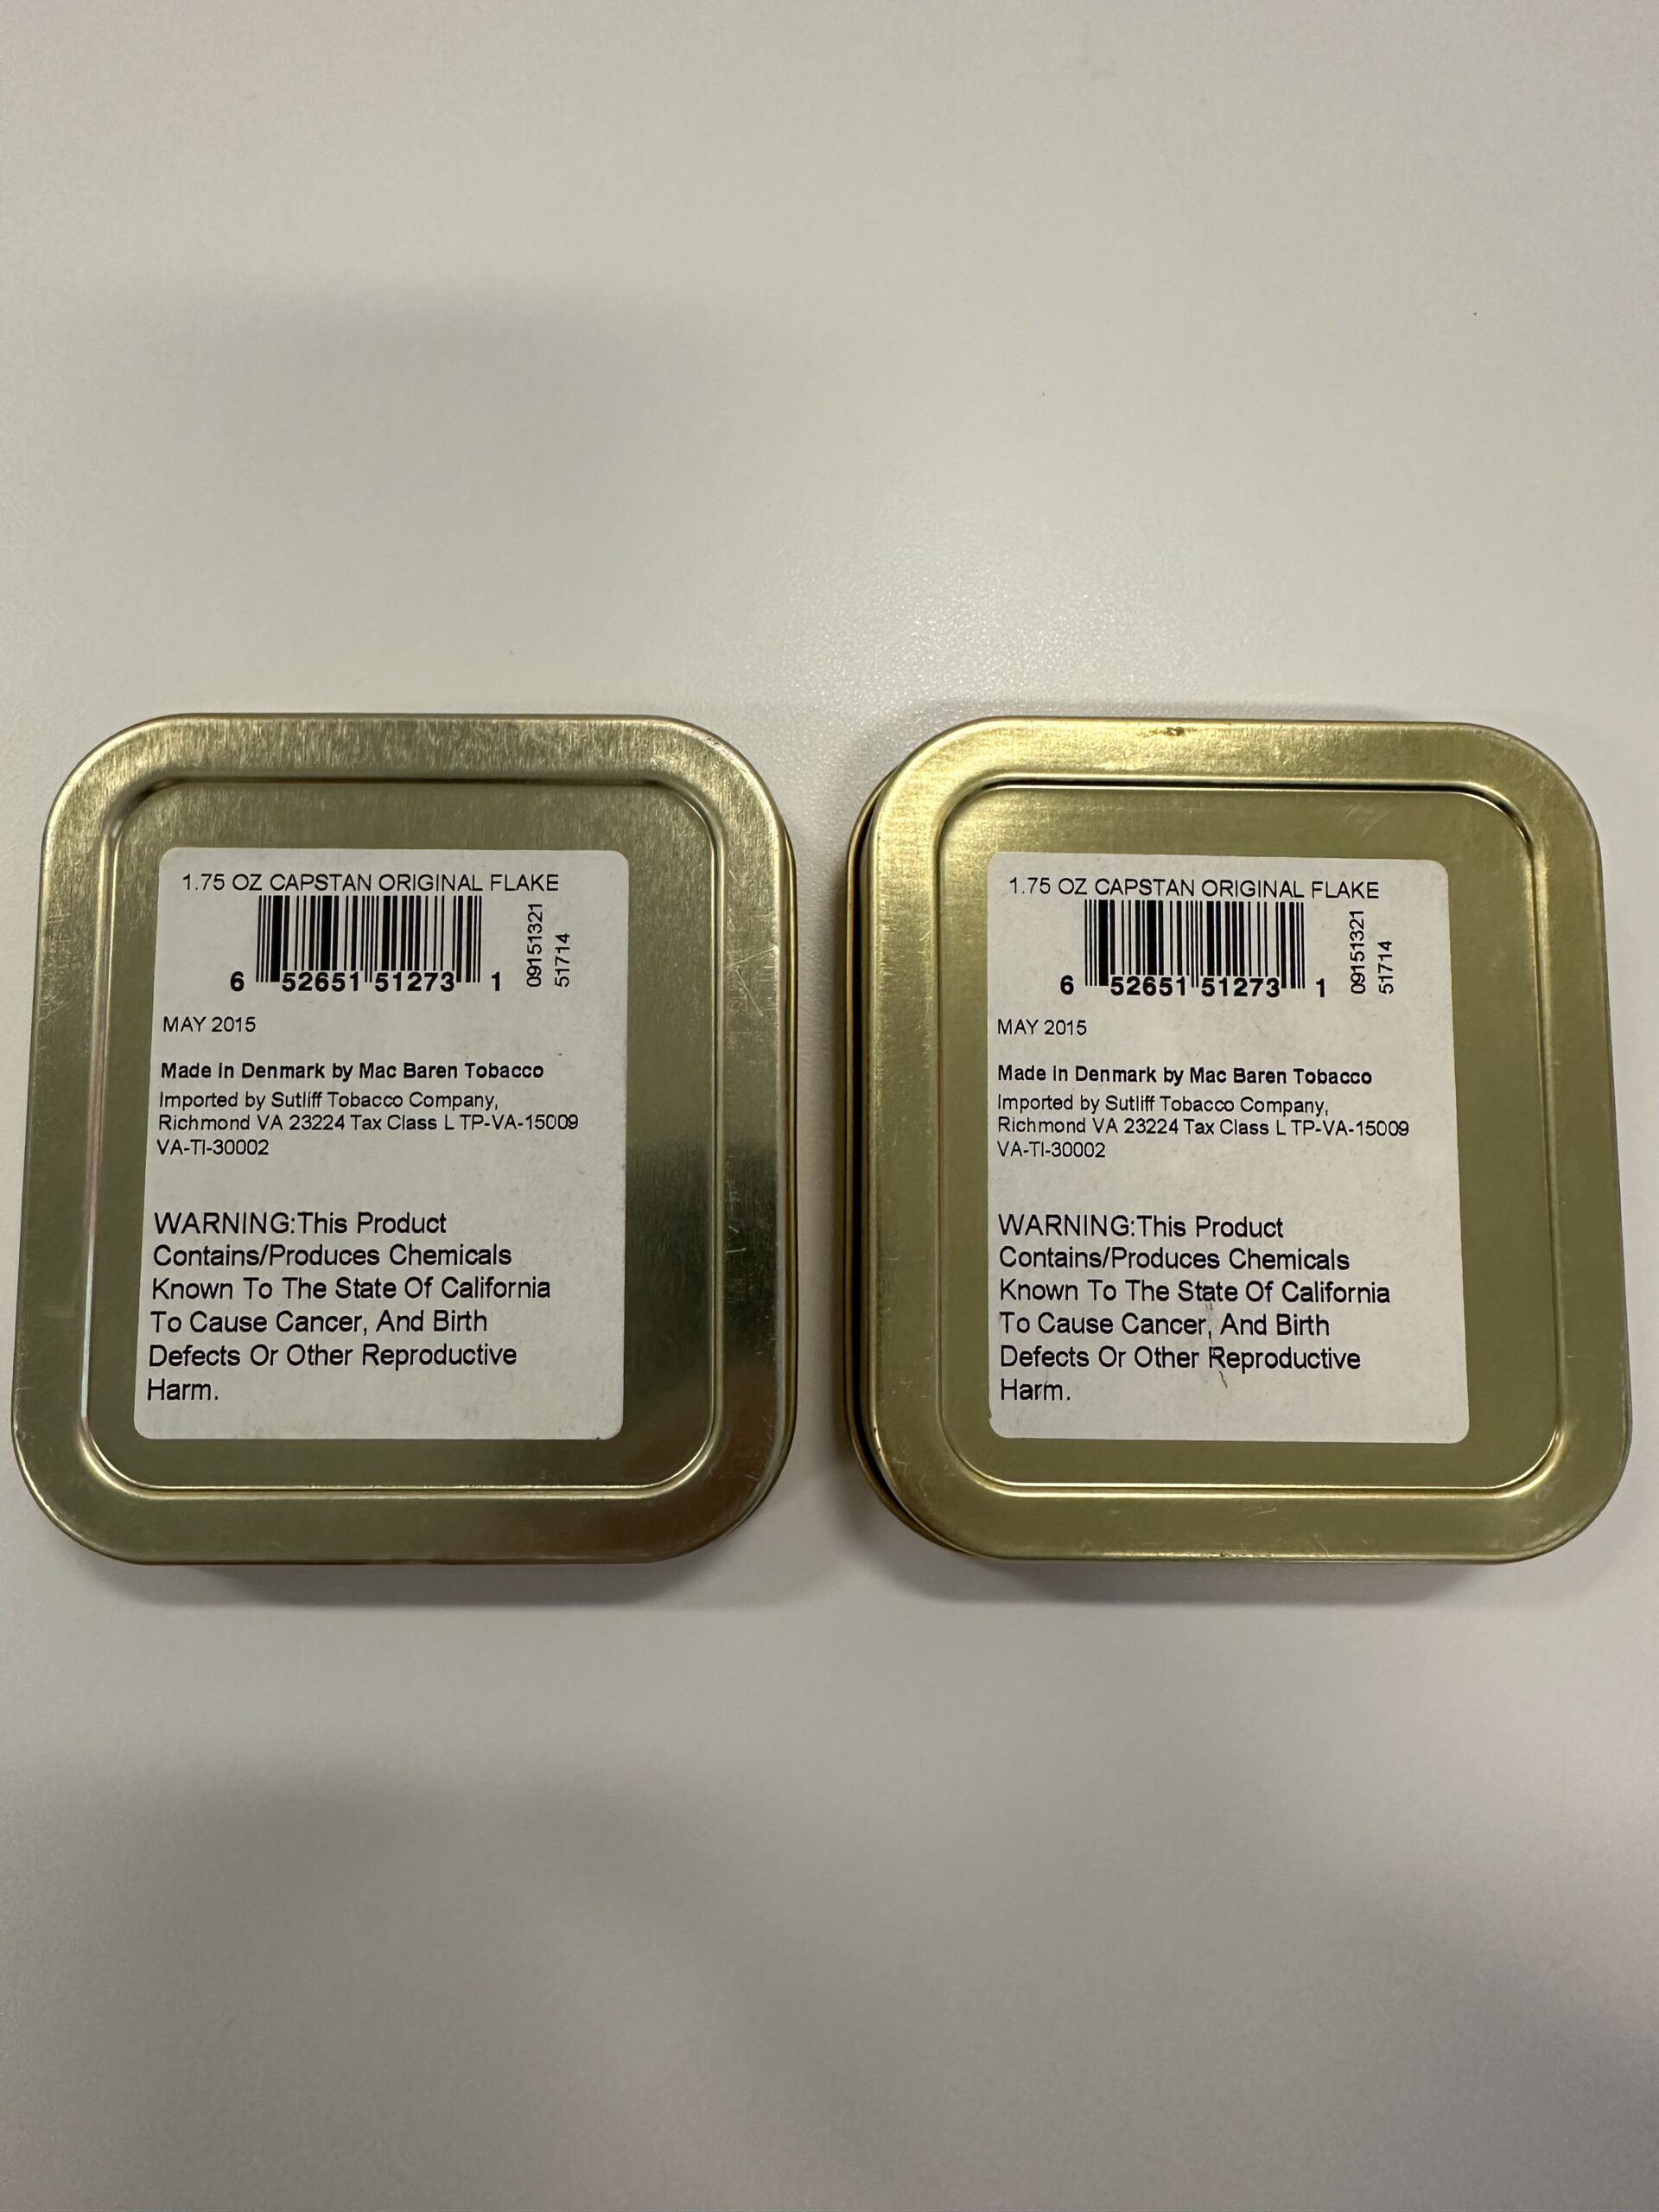 1.75 OZ CAPSTAN ORIGINAL FLAKE
6 52651 51273 1
09151321
51714
MAY 2015
Made in Denmark by Mac Baren Tobacco
Imported by Sutliff Tobacco Company,
Richmond VA 23224 Tax Class L TP-VA-15009
VA-TI-30002
WARNING:This Product
Contains/Produces Chemicals
Known To The State Of California
To Cause Cancer, And Birth
Defects Or Other Reproductive
Harm.
1.75 OZ CAPSTAN ORIGINAL FLAKE
6 52651 51273 1
09151321
51714
MAY 2015
Made in Denmark by Mac Baren Tobacco
Imported by Sutliff Tobacco Company,
Richmond VA 23224 Tax Class L TP-VA-15009
VA-TI-30002
WARNING:This Product
Contains/Produces Chemicals
Known To The State Of California
To Cause Cancer, And Birth
Defects Or Other Reproductive
Harm.